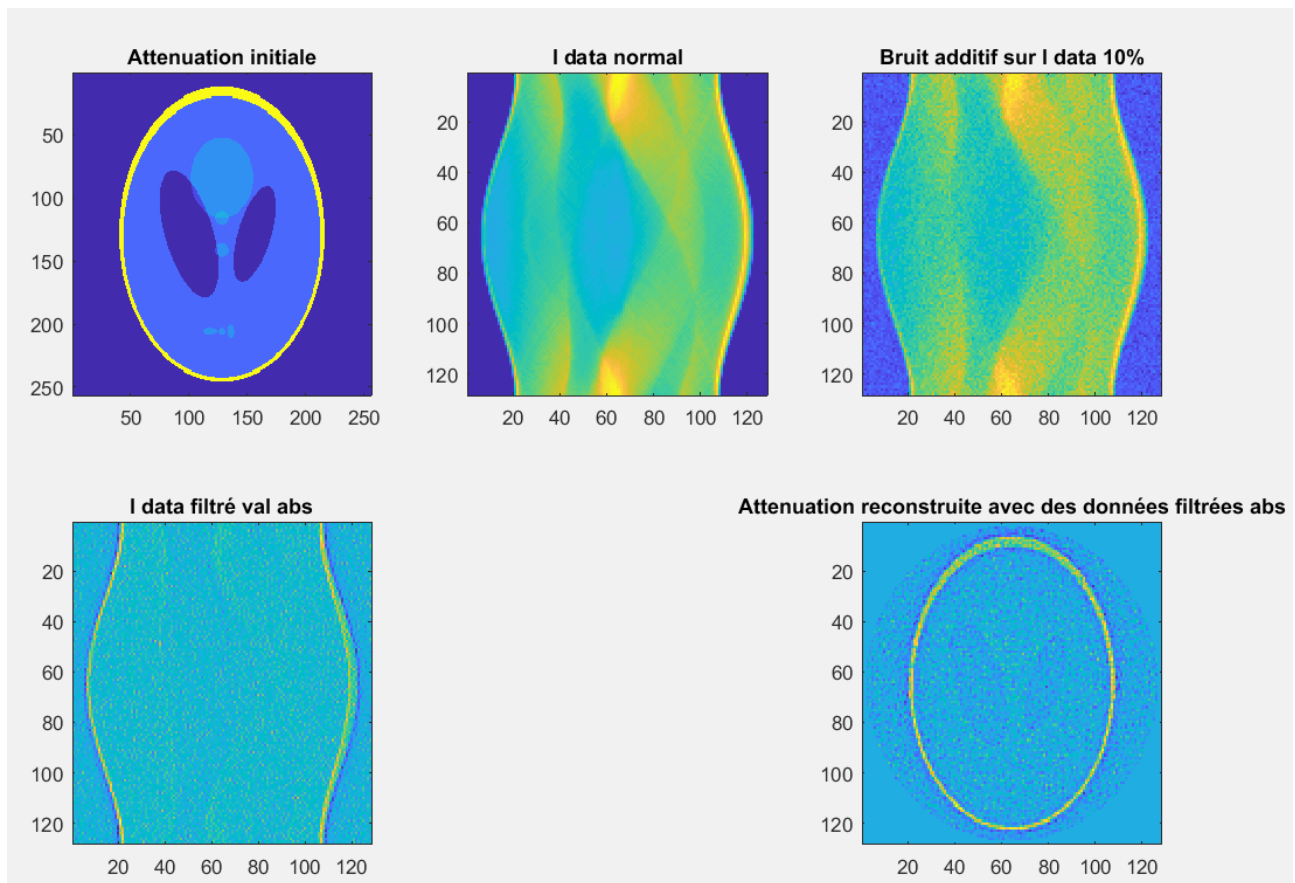 Attenuation initiale
50
100
150
200
250
50 100 150 200 250
I data normal
20
40
60
80
100
120
20 40 60 80 100 120
Bruit additif sur I data 10%
20
40
60
80
100
120
20 40 60 80 100 120
I data filtré val abs
20
40
60
80
100
120
20 40 60 80 100 120
Attenuation reconstruite avec des données filtrées abs
20
40
60
80
100
120
20 40 60 80 100 120